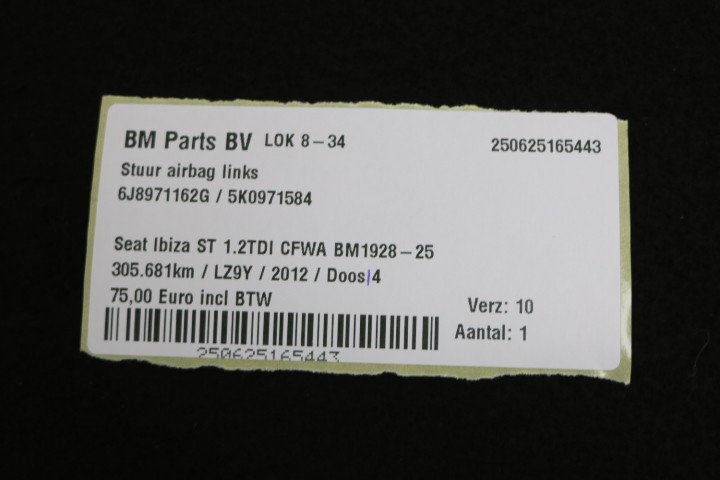 BM Parts BV LOK 8-34 250625165443
Stuur airbag links
6J8971162G / 5K0971584
Seat Ibiza ST 1.2TDI CFWA BM1928-25
305.681km / LZ9Y / 2012 / Doos 4
75,00 Euro incl BTW
Verz: 10
Aantal: 1
250625165443